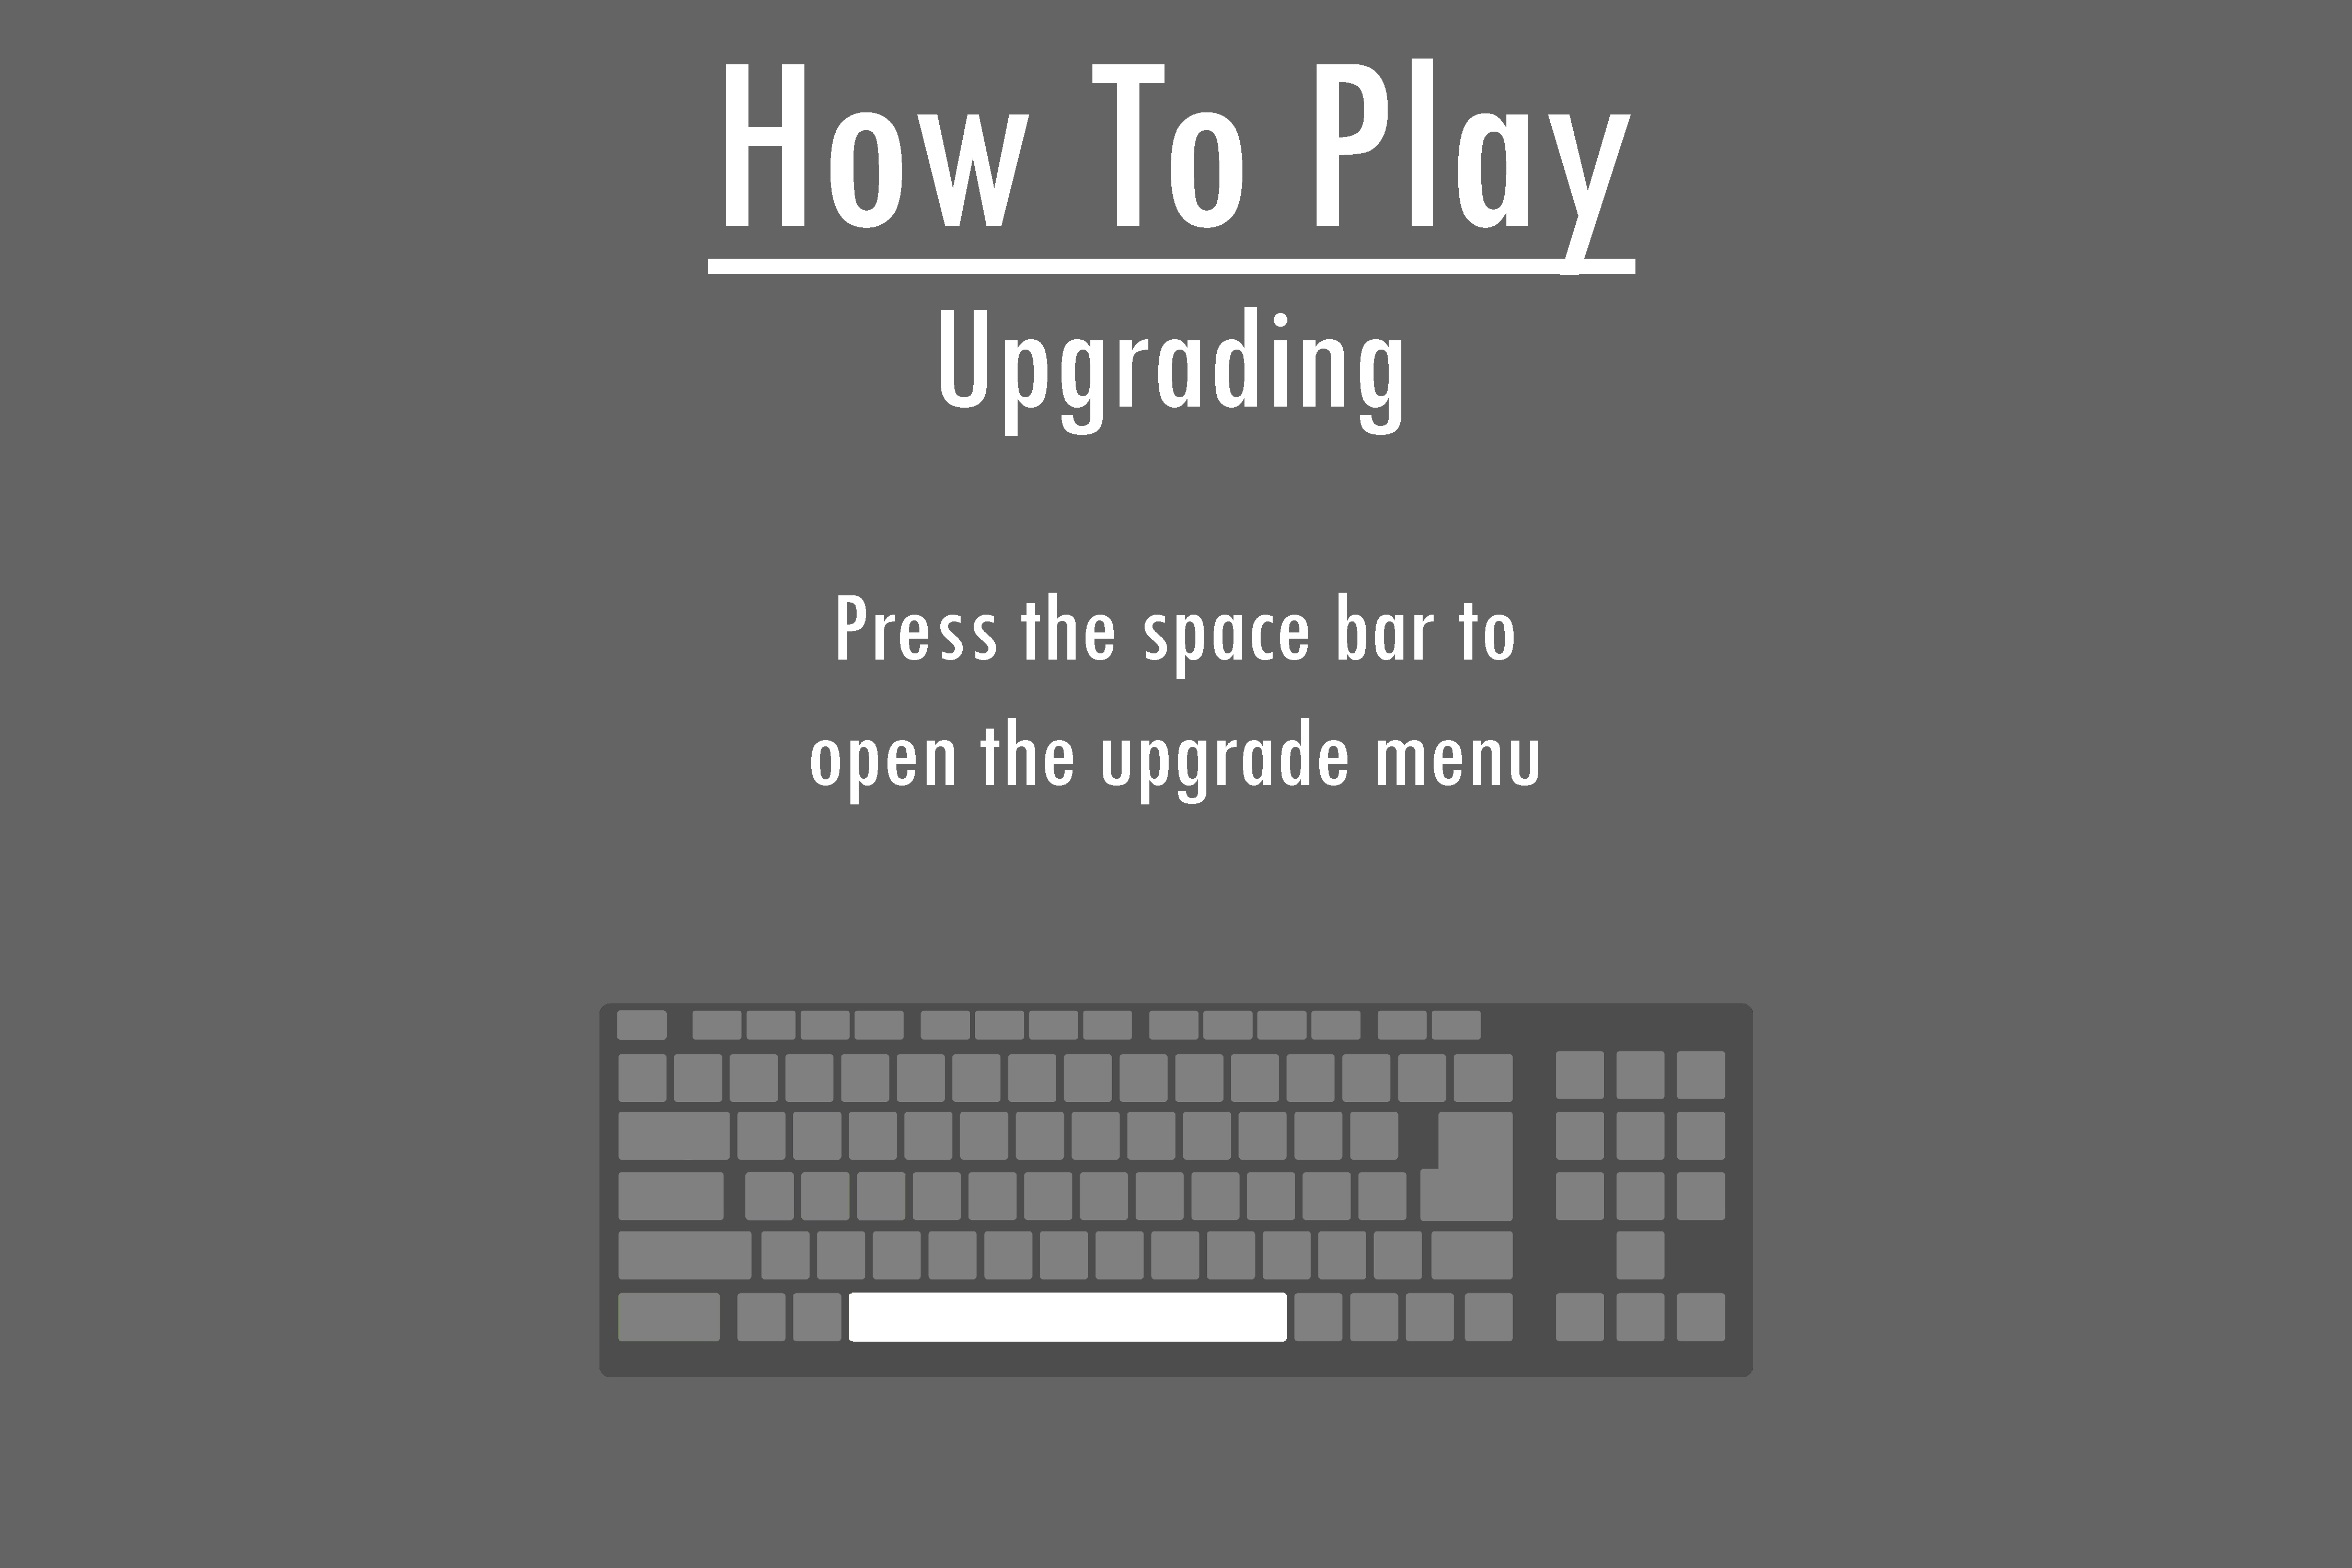 How To Play
Upgrading
Press the space bar to
open the upgrade menu